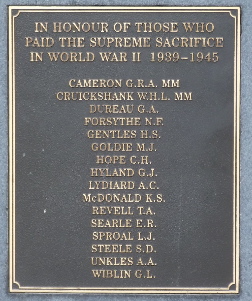 IN HONOUR OF THOSE WHO
PAID THE SUPREME SACRIFICE
IN WORLD WAR II 1939-1945
CAMERON G.R.A. MM
CRUICKSHANK W.H.L. MM
DUREAU G.A.
FORSYTHE N.F.
GENTLES H.S.
GOLDIE M.J.
HOPE C.H.
HYLAND G.J.
LYDIARD A.C.
McDONALD K.S.
REVELL T.A.
SEARLE E.R.
SPROAL L.J.
STEELE S.D.
UNKLES A.A.
WIBLIN G.L.